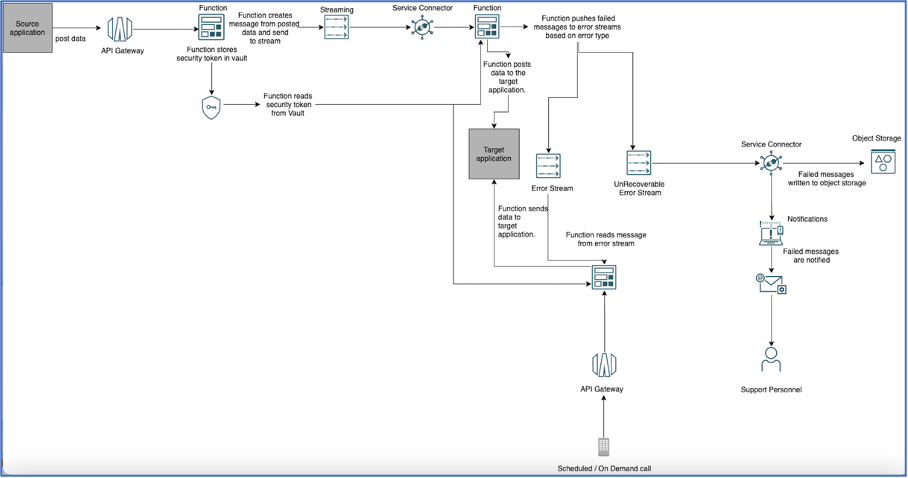 Source
application
post data
API Gateway
Function
Function stores
security token in vault
Function creates
message from posted
data and send
to stream
Streaming
Service Connector
Function
Function pushes failed
messages to error streams
based on error type
Function posts
data to the
target
application.
Function reads
security token
from Vault
Target
application
Error Stream
UnRecoverable
Error Stream
Service Connector
Object Storage
Failed messages
written to object storage
Notifications
Failed messages
are notified
Support Personnel
Function sends
data to
target
application.
Function reads message
from error stream
API Gateway
Scheduled / On Demand call